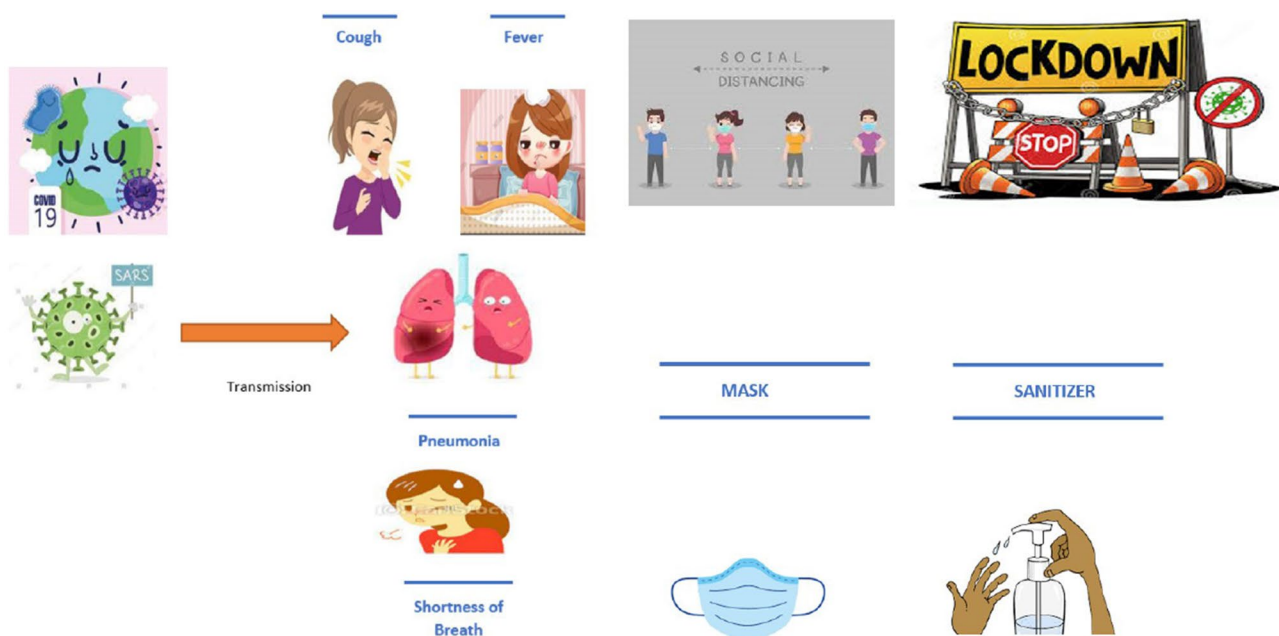 Cough
Fever
SOCIAL
DISTANCING
LOCKDOWN
STOP
COVID
19
SARS
Transmission
MASK
SANITIZER
Pneumonia
Shortness of
Breath